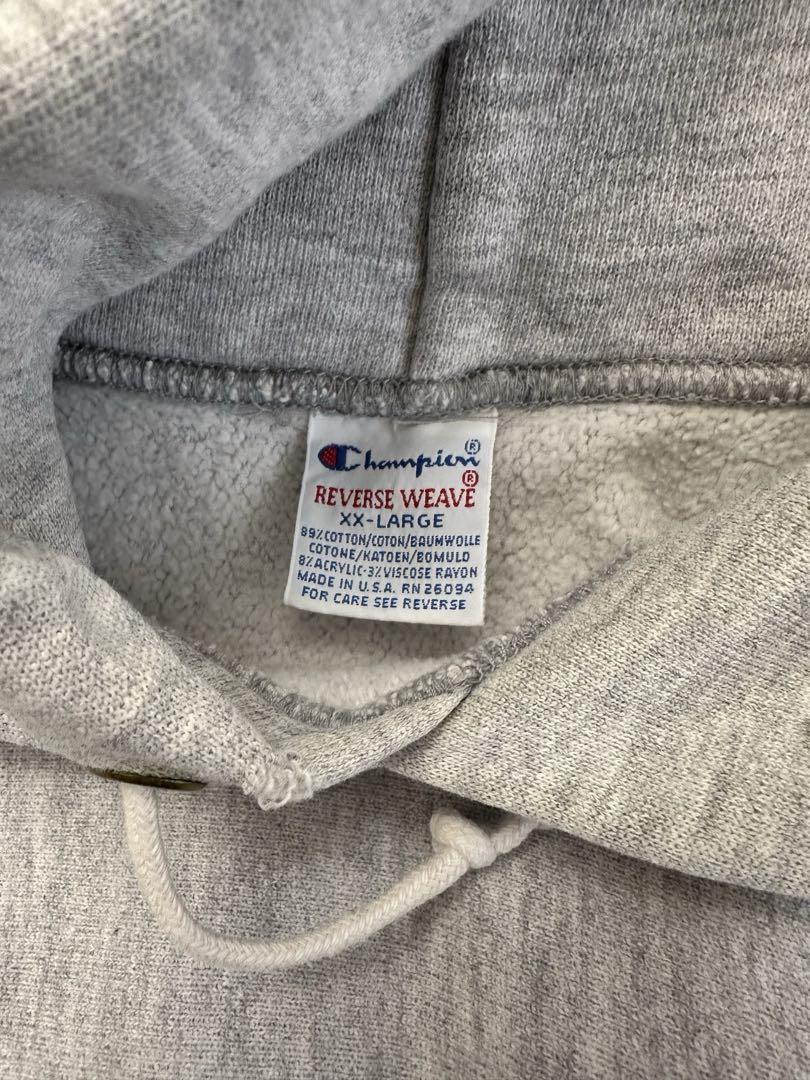 Champion®
REVERSE WEAVE®
XX-LARGE
89% COTTON/COTON/BAUMWOLLE
COTONE/KATOEN/BOMULD
8% ACRYLIC-3% VISCOSE RAYON
MADE IN U.S.A. RN 26094
FOR CARE SEE REVERSE